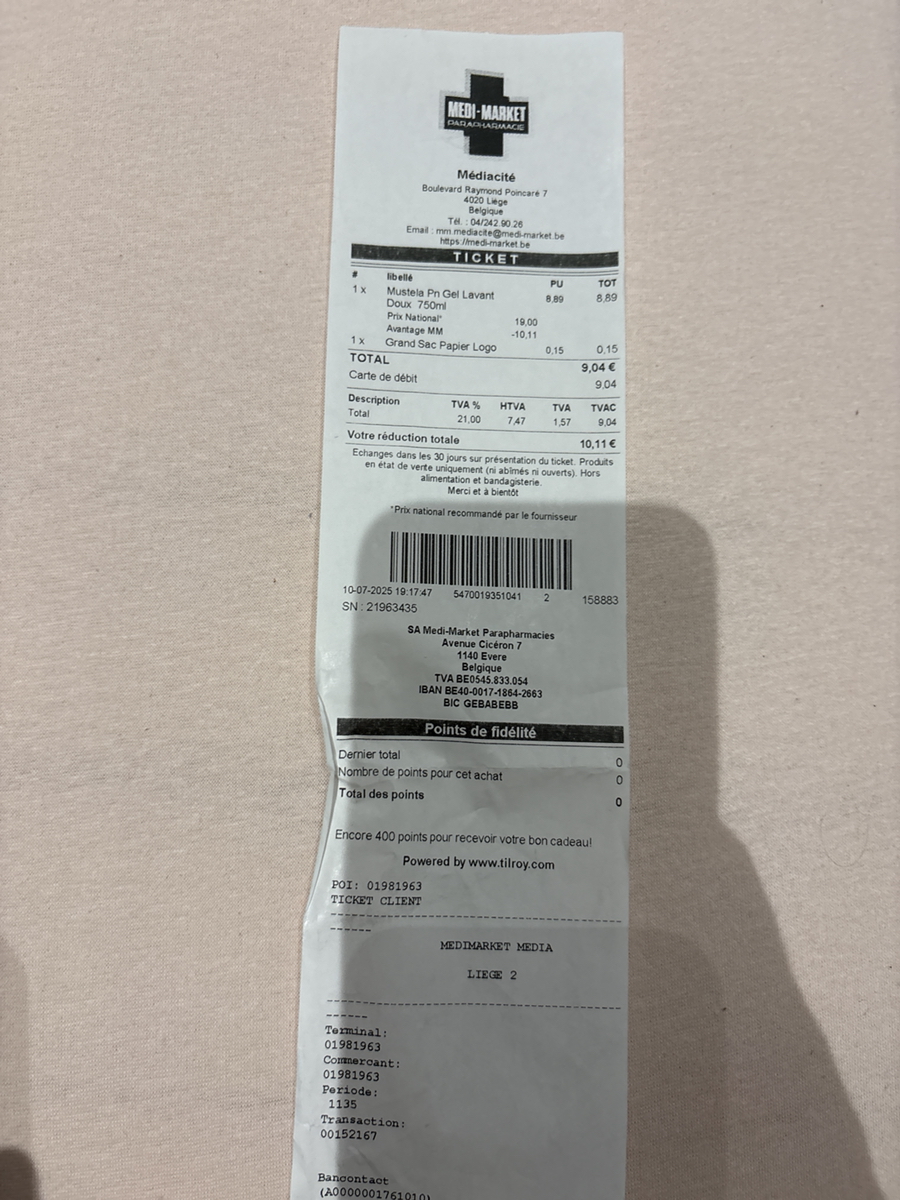 MEDI-MARKET
PARAPHARMACIE
Médiacité
Boulevard Raymond Poincaré 7
4020 Liège
Belgique
Tél. : 04/242.90.26
Email : mm.mediacite@medi-market.be
https://medi-market.be
TICKET
# libellé PU TOT
1 x Mustela Pn Gel Lavant 8,89 8,89
Doux 750ml
Prix National* 19,00
Avantage MM -10,11
1 x Grand Sac Papier Logo 0,15 0,15
TOTAL 9,04 €
Carte de débit 9,04
Description TVA % HTVA TVA TVAC
Total 21,00 7,47 1,57 9,04
Votre réduction totale 10,11 €
Echanges dans les 30 jours sur présentation du ticket. Produits
en état de vente uniquement (ni abîmés ni ouverts). Hors
alimentation et bandagisterie.
Merci et à bientôt
*Prix national recommandé par le fournisseur
10-07-2025 19:17:47 5470019351041 2 158883
SN : 21963435
SA Medi-Market Parapharmacies
Avenue Cicéron 7
1140 Evere
Belgique
TVA BE0545.833.054
IBAN BE40-0017-1864-2663
BIC GEBABEBB
Points de fidélité
Dernier total 0
Nombre de points pour cet achat 0
Total des points 0
Encore 400 points pour recevoir votre bon cadeau!
Powered by www.tilroy.com
POI: 01981963
TICKET CLIENT
MEDIMARKET MEDIA
LIEGE 2
Terminal:
01981963
Commercant:
01981963
Periode:
1135
Transaction:
00152167
Bancontact
(A0000001761010)